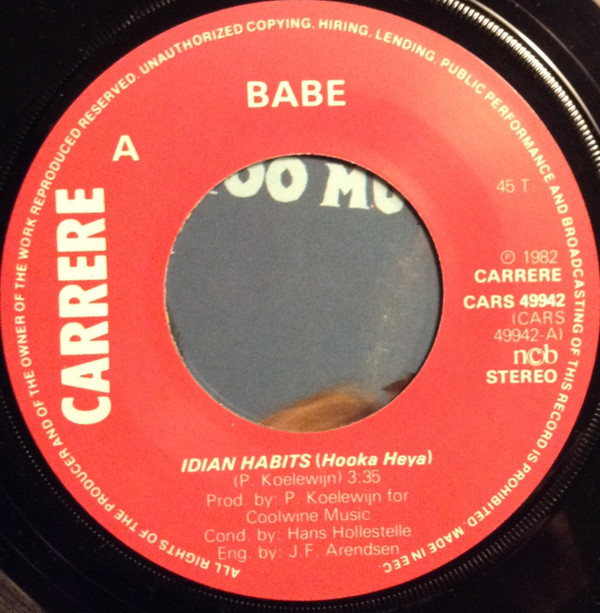 ALL RIGHTS OF THE PRODUCER AND OF THE OWNER OF THE WORK REPRODUCED RESERVED. UNAUTHORIZED COPYING, HIRING, LENDING, PUBLIC PERFORMANCE AND BROADCASTING OF THIS RECORD IS PROHIBITED. MADE IN EEC.
BABE
A
CARRERE
45 T
℗ 1982
CARRERE
CARS 49942
(CARS
49942-A)
ncb
STEREO
IDIAN HABITS (Hooka Heya)
(P. Koelewijn) 3:35
Prod. by: P. Koelewijn for
Coolwine Music
Cond. by: Hans Hollestelle
Eng. by: J.F. Arendsen